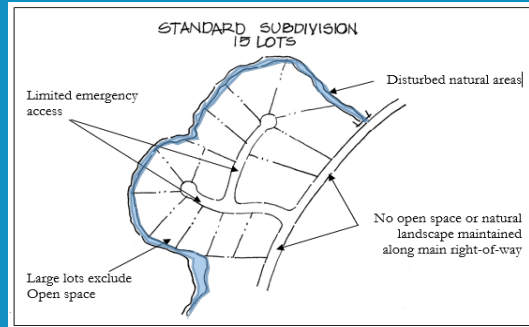 STANDARD SUBDIVISION
15 LOTS
Disturbed natural areas
Limited emergency
access
No open space or natural
landscape maintained
along main right-of-way
Large lots exclude
Open space